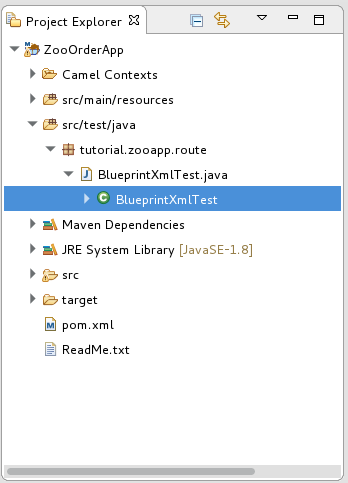 Project Explorer
ZooOrderApp
Camel Contexts
src/main/resources
src/test/java
tutorial.zooapp.route
BlueprintXmlTest.java
BlueprintXmlTest
Maven Dependencies
JRE System Library [JavaSE-1.8]
src
target
pom.xml
ReadMe.txt